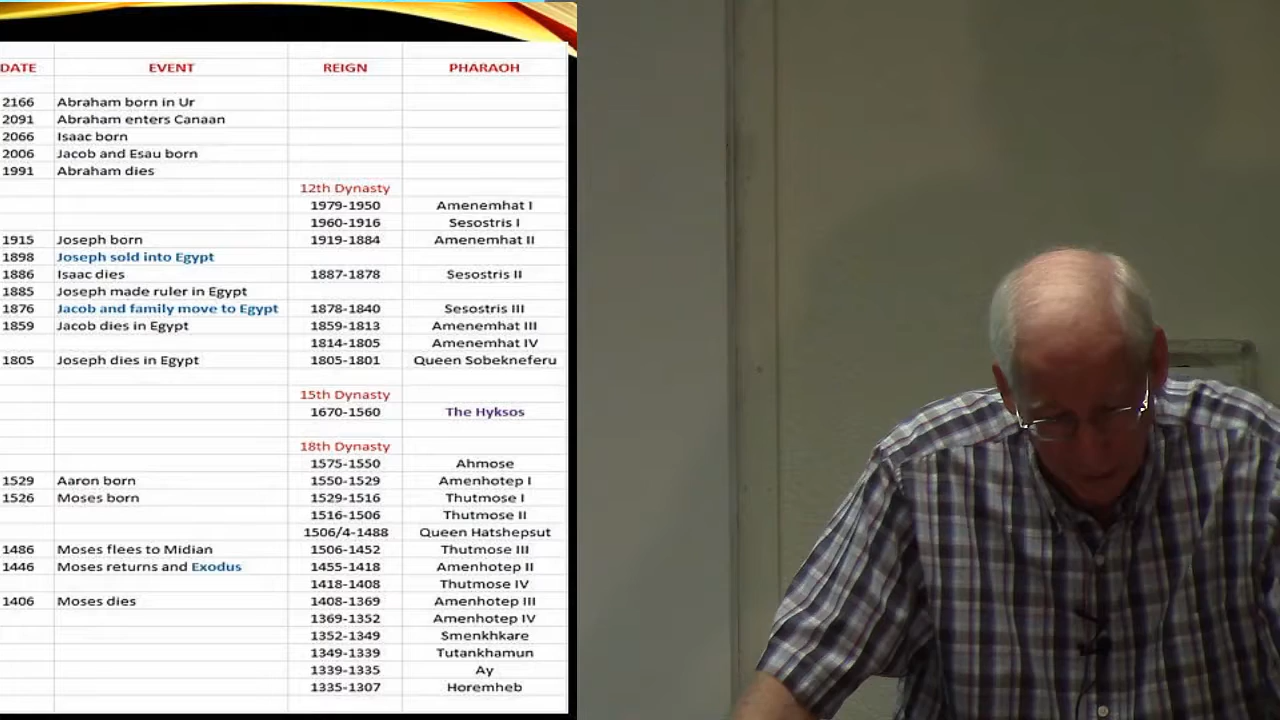 DATE EVENT REIGN PHARAOH
2166 Abraham born in Ur
2091 Abraham enters Canaan
2066 Isaac born
2006 Jacob and Esau born
1991 Abraham dies
12th Dynasty
1979-1950 Amenemhat I
1960-1916 Sesostris I
1915 Joseph born 1919-1884 Amenemhat II
1898 Joseph sold into Egypt
1886 Isaac dies 1887-1878 Sesostris II
1885 Joseph made ruler in Egypt
1876 Jacob and family move to Egypt 1878-1840 Sesostris III
1859 Jacob dies in Egypt 1859-1813 Amenemhat III
1814-1805 Amenemhat IV
1805 Joseph dies in Egypt 1805-1801 Queen Sobekneferu
15th Dynasty
1670-1560 The Hyksos
18th Dynasty
1575-1550 Ahmose
1529 Aaron born 1550-1529 Amenhotep I
1526 Moses born 1529-1516 Thutmose I
1516-1506 Thutmose II
1506/4-1488 Queen Hatshepsut
1486 Moses flees to Midian 1506-1452 Thutmose III
1446 Moses returns and Exodus 1455-1418 Amenhotep II
1418-1408 Thutmose IV
1406 Moses dies 1408-1369 Amenhotep III
1369-1352 Amenhotep IV
1352-1349 Smenkhkare
1349-1339 Tutankhamun
1339-1335 Ay
1335-1307 Horemheb